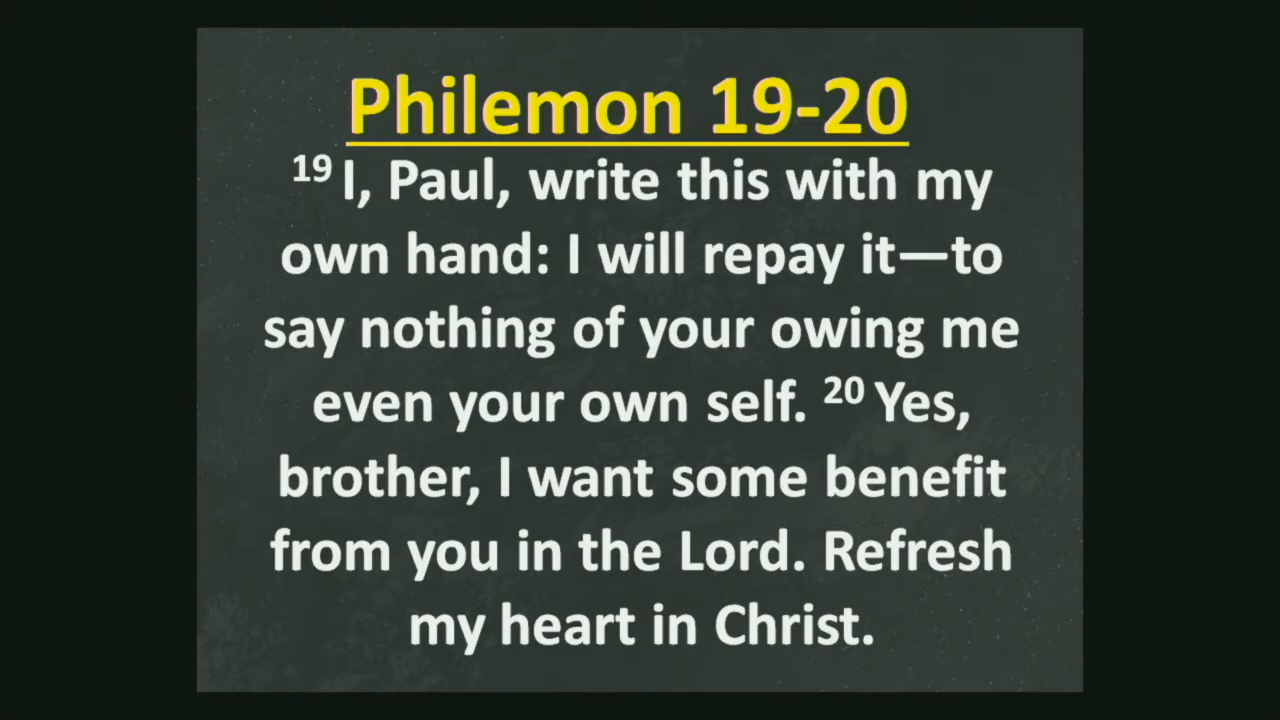 Philemon 19-20
19 I, Paul, write this with my
own hand: I will repay it—to
say nothing of your owing me
even your own self. 20 Yes,
brother, I want some benefit
from you in the Lord. Refresh
my heart in Christ.